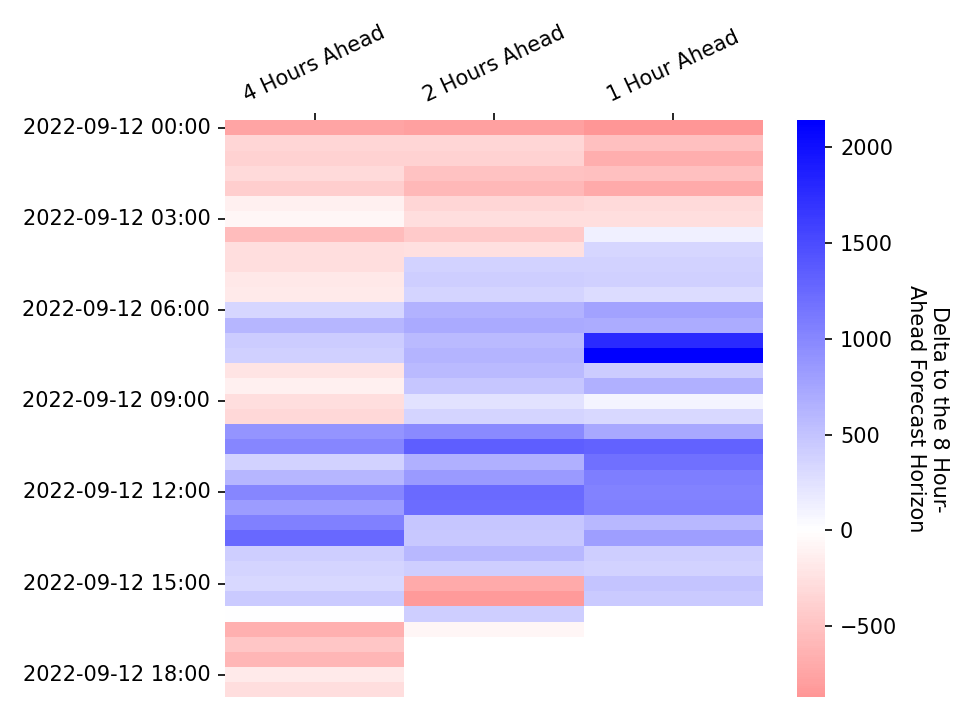 4 Hours Ahead
2 Hours Ahead
1 Hour Ahead
2022-09-12 00:00
2022-09-12 03:00
2022-09-12 06:00
2022-09-12 09:00
2022-09-12 12:00
2022-09-12 15:00
2022-09-12 18:00
2000
1500
1000
500
0
−500
Delta to the 8 Hour-
Ahead Forecast Horizon